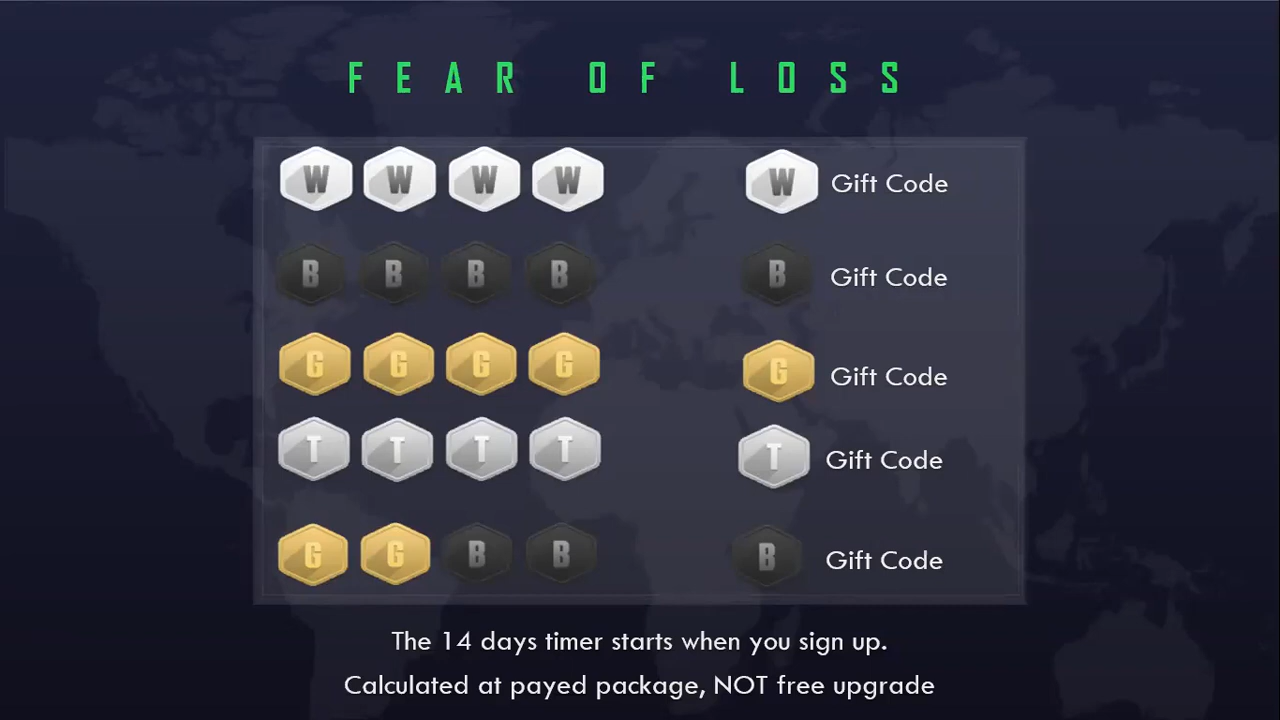 FEAR OF LOSS
W W W W W Gift Code
B B B B B Gift Code
G G G G G Gift Code
T T T T T Gift Code
G G B B B Gift Code
The 14 days timer starts when you sign up.
Calculated at payed package, NOT free upgrade